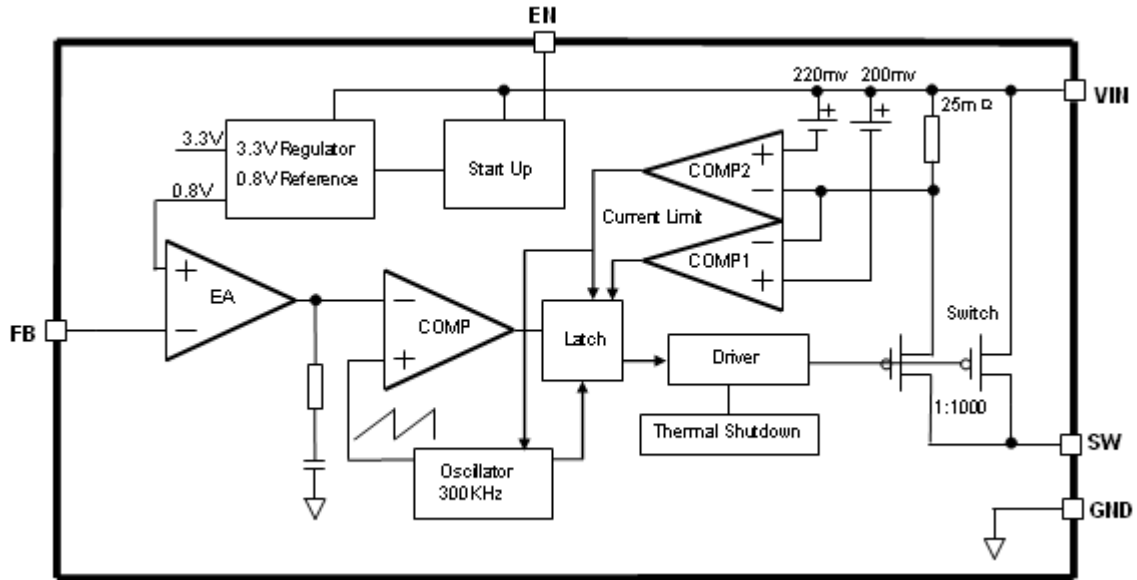 EN
220mv 200mv
VIN
25mΩ
3.3V
3.3V Regulator
0.8V Reference
Start Up
+ +
+
COMP2
−
0.8V
Current Limit
−
COMP1
+
+
EA
−
FB
−
COMP
+
Latch
Driver
Switch
1:1000
Thermal Shutdown
SW
Oscillator
300KHz
GND